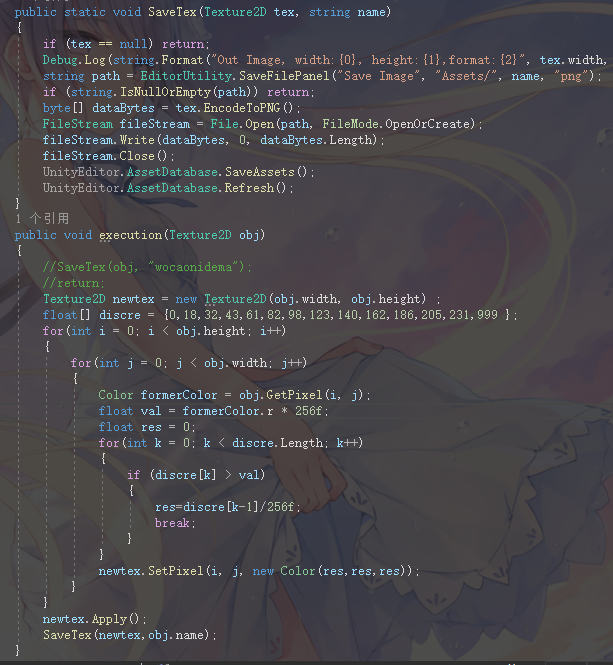 public static void SaveTex(Texture2D tex, string name)
{
if (tex == null) return;
Debug.Log(string.Format("Out Image, width:{0}, height:{1},format:{2}", tex.width,
string path = EditorUtility.SaveFilePanel("Save Image", "Assets/", name, "png");
if (string.IsNullOrEmpty(path)) return;
byte[] dataBytes = tex.EncodeToPNG();
FileStream fileStream = File.Open(path, FileMode.OpenOrCreate);
fileStream.Write(dataBytes, 0, dataBytes.Length);
fileStream.Close();
UnityEditor.AssetDatabase.SaveAssets();
UnityEditor.AssetDatabase.Refresh();
}
1 个引用
public void execution(Texture2D obj)
{
//SaveTex(obj, "wocaonidema");
//return;
Texture2D newtex = new Texture2D(obj.width, obj.height) ;
float[] discre = {0,18,32,43,61,82,98,123,140,162,186,205,231,999 };
for(int i = 0; i < obj.height; i++)
{
for(int j = 0; j < obj.width; j++)
{
Color formerColor = obj.GetPixel(i, j);
float val = formerColor.r * 256f;
float res = 0;
for(int k = 0; k < discre.Length; k++)
{
if (discre[k] > val)
{
res=discre[k-1]/256f;
break;
}
}
newtex.SetPixel(i, j, new Color(res,res,res));
}
}
newtex.Apply();
SaveTex(newtex,obj.name);
}